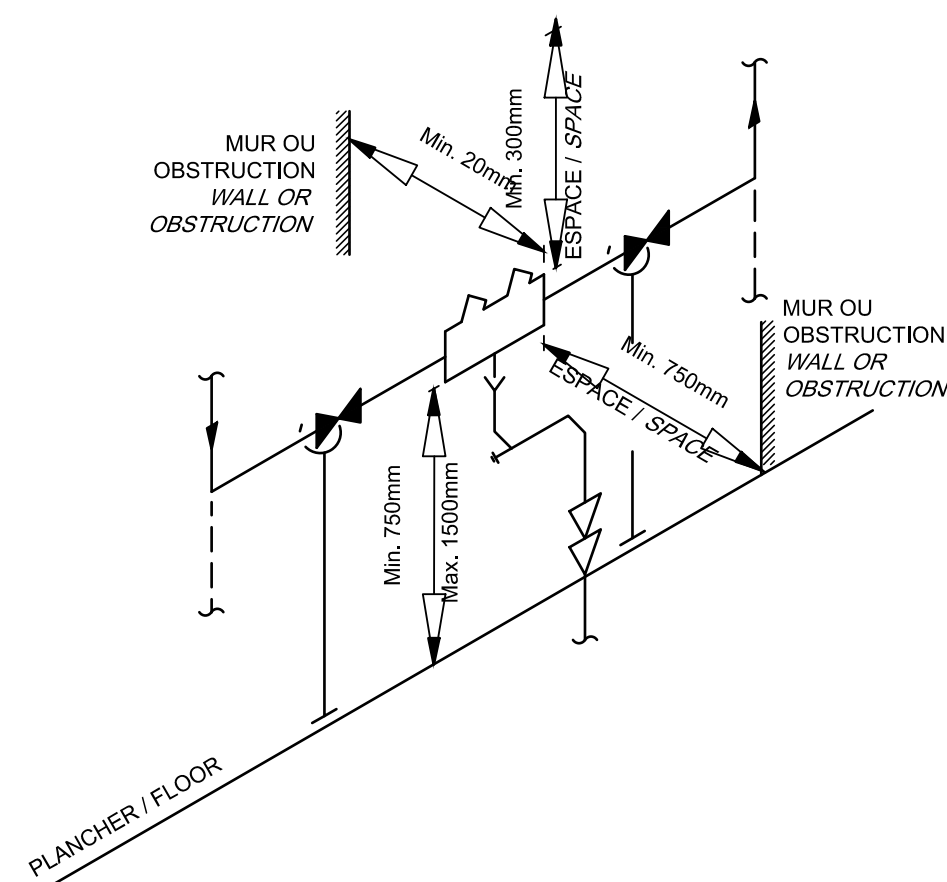 MUR OU
OBSTRUCTION
WALL OR
OBSTRUCTION
Min. 20mm
Min. 300mm
ESPACE / SPACE
MUR OU
OBSTRUCTION
WALL OR
OBSTRUCTION
Min. 750mm
ESPACE / SPACE
Min. 750mm
Max. 1500mm
PLANCHER / FLOOR